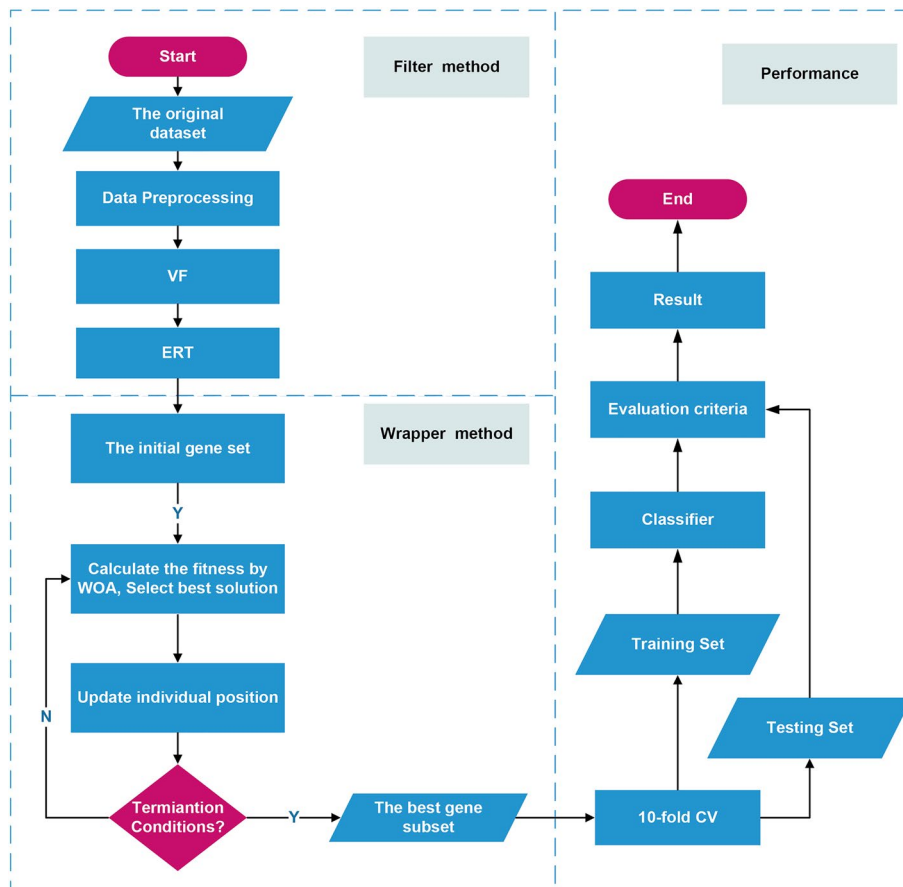 Start
Filter method
The original
dataset
Data Preprocessing
VF
ERT
Wrapper method
The initial gene set
Y
Calculate the fitness by
WOA, Select best solution
Update individual position
N
Termiantion
Conditions?
Y
The best gene
subset
Performance
End
Result
Evaluation criteria
Classifier
Training Set
Testing Set
10-fold CV